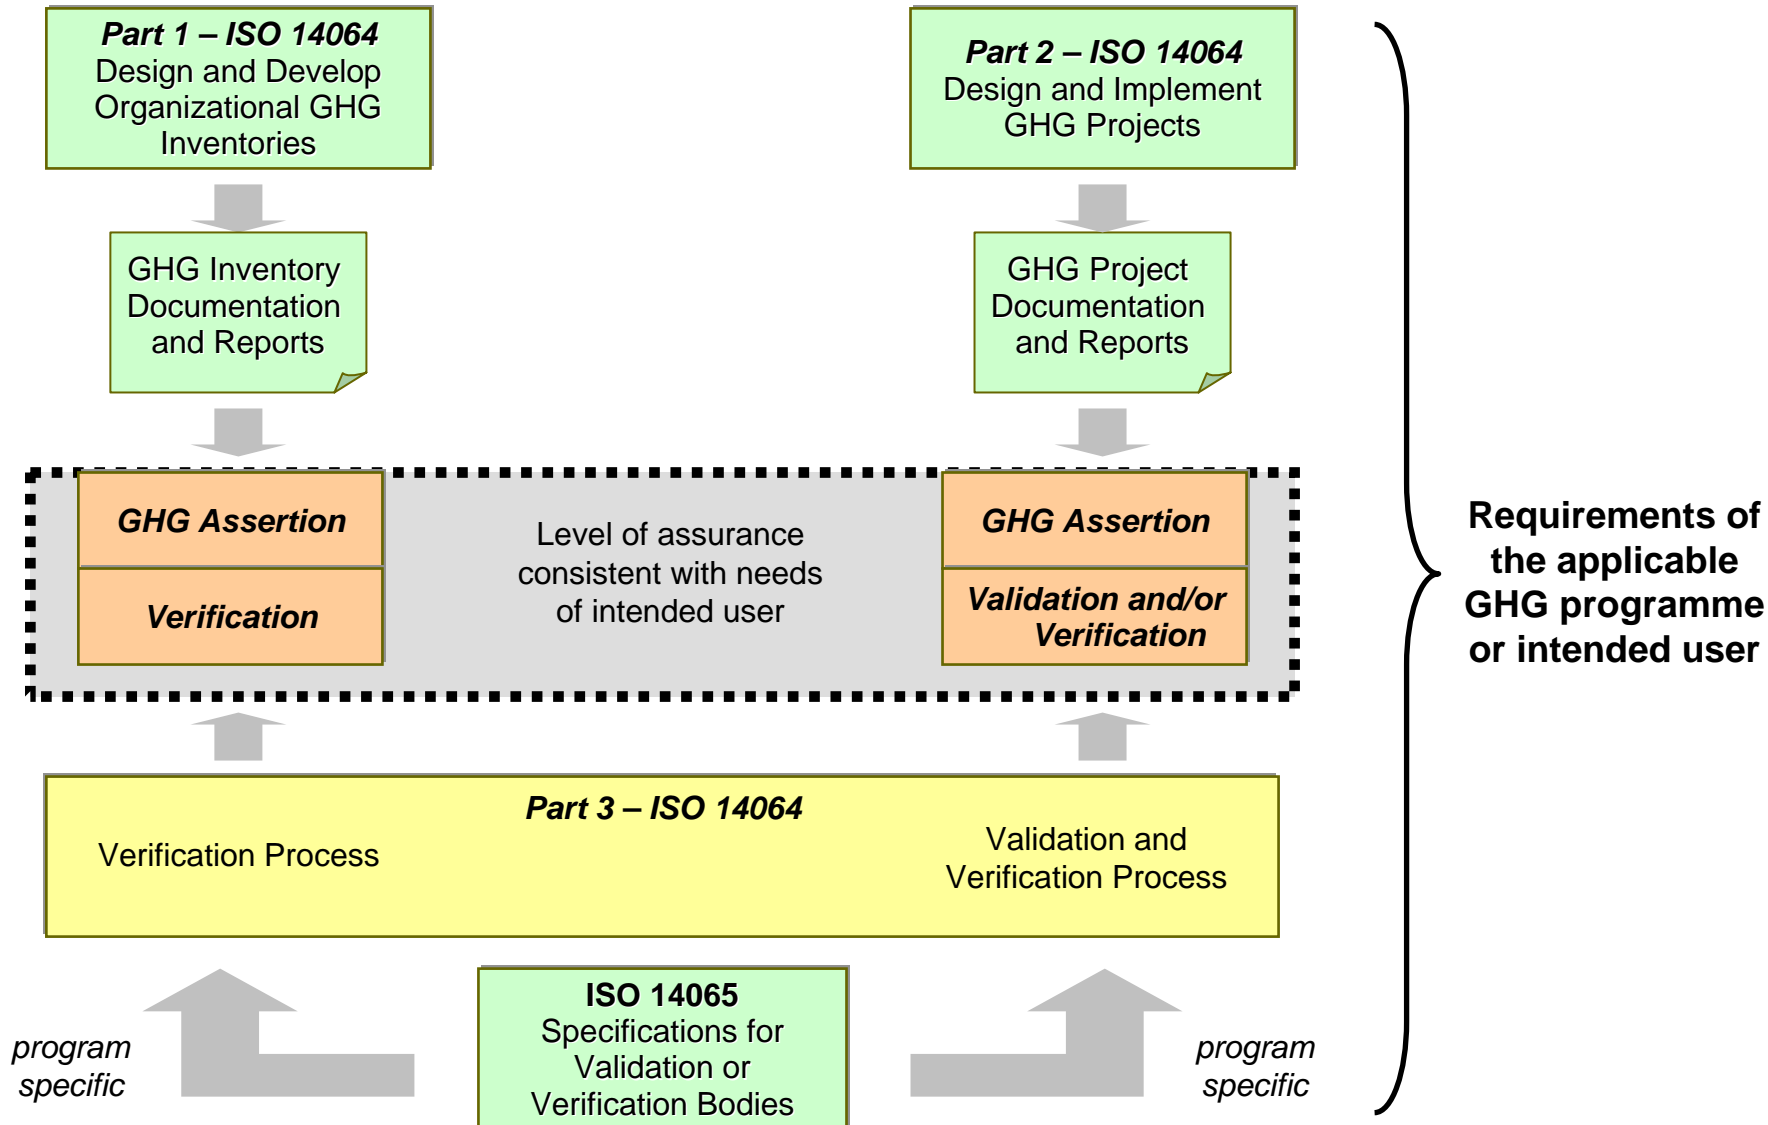 Part 1 – ISO 14064
Design and Develop
Organizational GHG
Inventories
Part 2 – ISO 14064
Design and Implement
GHG Projects
GHG Inventory
Documentation
and Reports
GHG Project
Documentation
and Reports
GHG Assertion
Verification
Level of assurance
consistent with needs
of intended user
GHG Assertion
Validation and/or
Verification
Requirements of
the applicable
GHG programme
or intended user
Part 3 – ISO 14064
Verification Process
Validation and
Verification Process
program
specific
ISO 14065
Specifications for
Validation or
Verification Bodies
program
specific